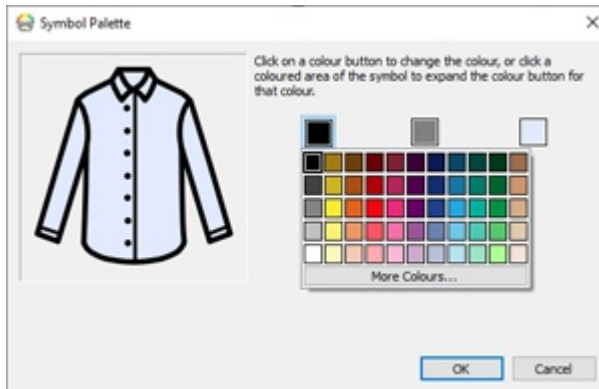 Symbol Palette
Click on a colour button to change the colour, or click a
coloured area of the symbol to expand the colour button for
that colour.
More Colours...
OK
Cancel